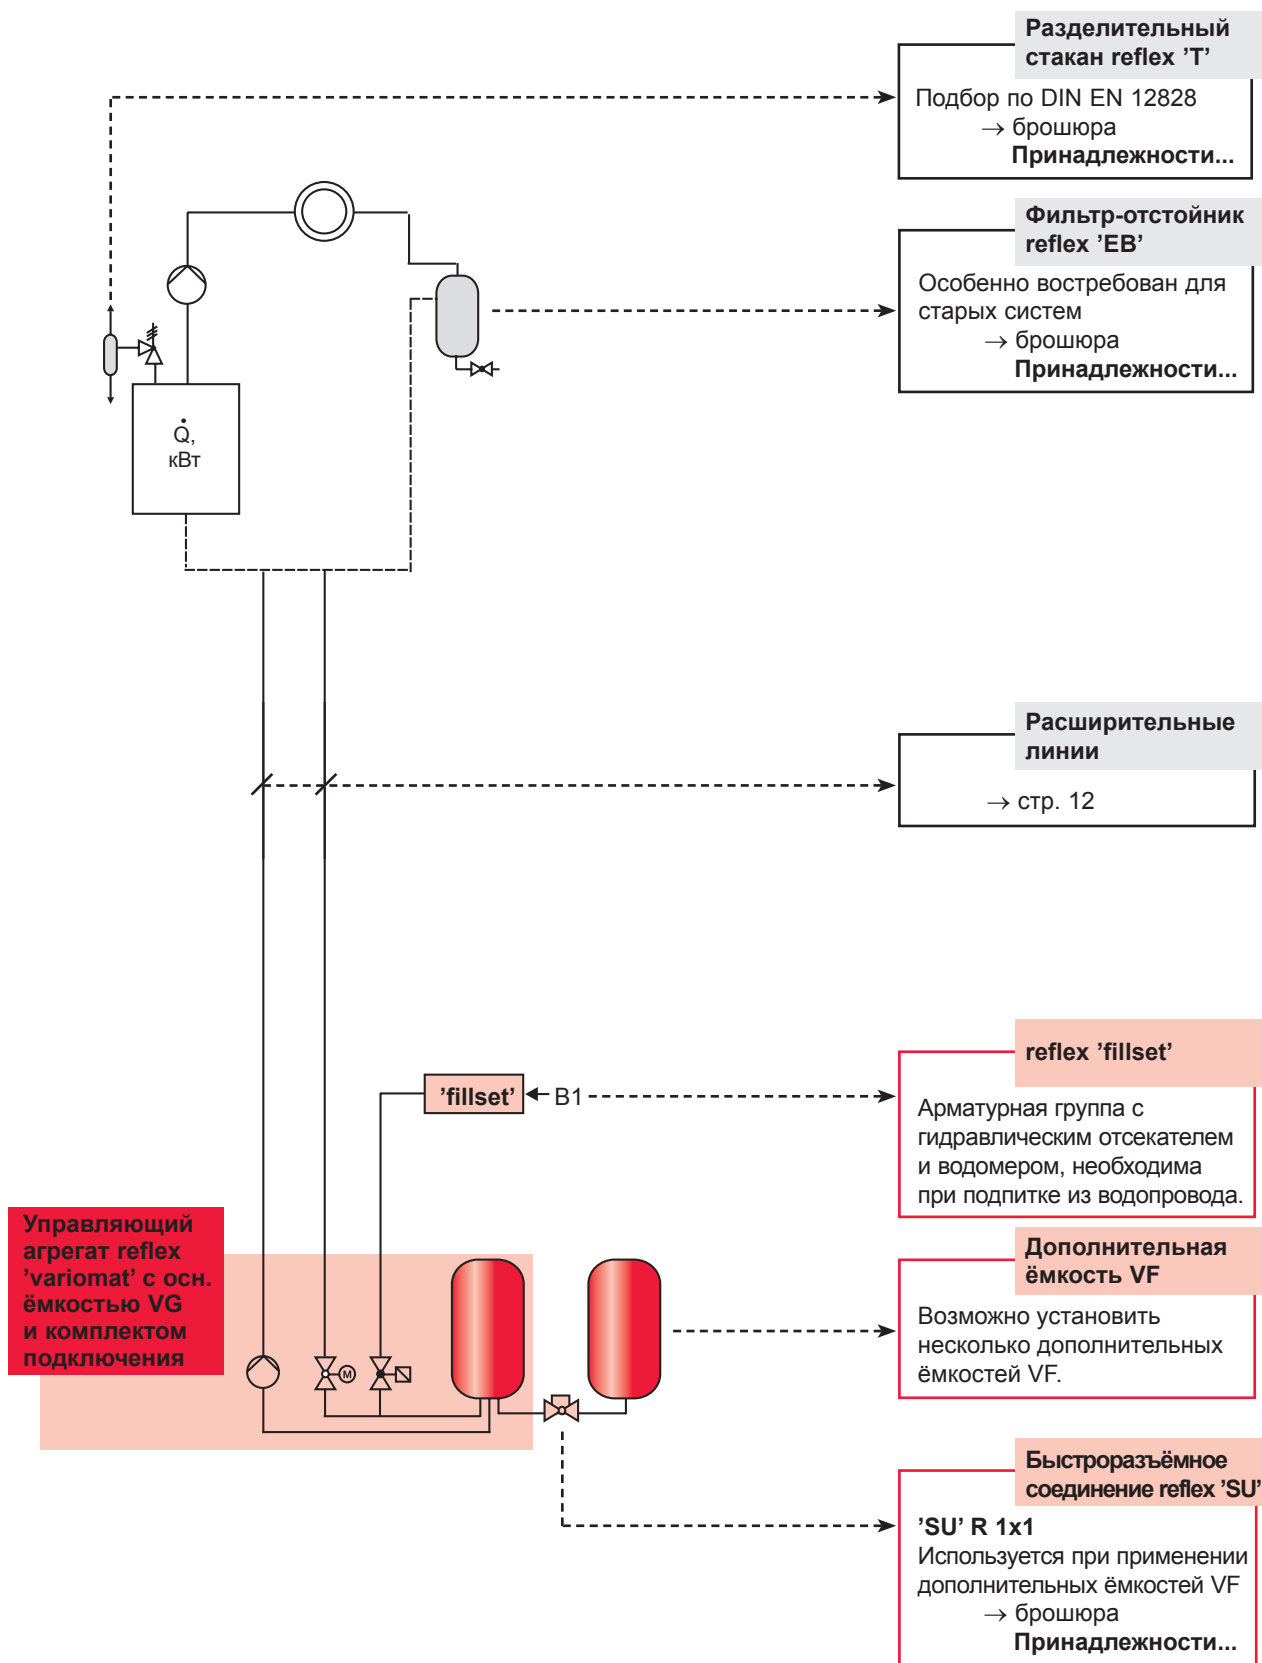 Разделительный
стакан reflex ’T’
Подбор по DIN EN 12828
→ брошюра
Принадлежности...
Фильтр-отстойник
reflex ’EB’
Особенно востребован для
старых систем
→ брошюра
Принадлежности...
Q̇,
кВт
Расширительные
линии
→ стр. 12
reflex ’fillset’
’fillset’
B1
Арматурная группа с
гидравлическим отсекателем
и водомером, необходима
при подпитке из водопровода.
Управляющий
агрегат reflex
’variomat’ с осн.
ёмкостью VG
и комплектом
подключения
M
Дополнительная
ёмкость VF
Возможно установить
несколько дополнительных
ёмкостей VF.
Быстроразъёмное
соединение reflex ’SU’
’SU’ R 1x1
Используется при применении
дополнительных ёмкостей VF
→ брошюра
Принадлежности...